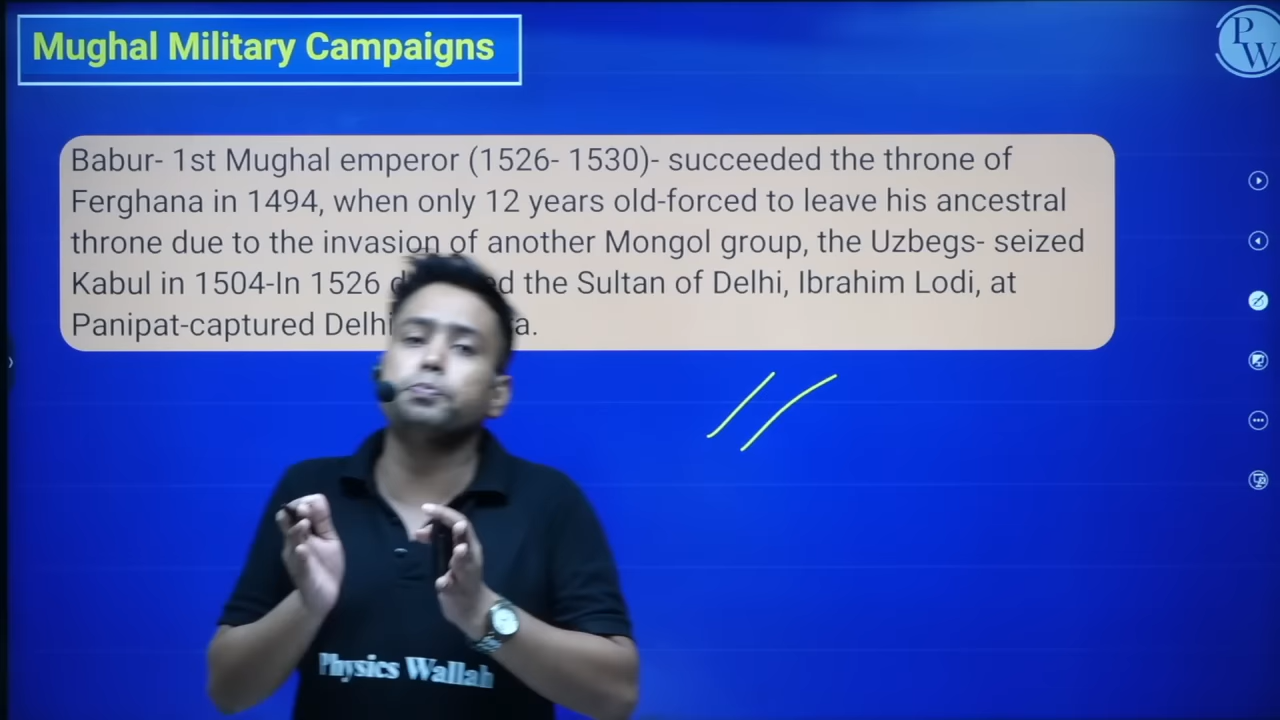 Mughal Military Campaigns
PW
Babur- 1st Mughal emperor (1526- 1530)- succeeded the throne of
Ferghana in 1494, when only 12 years old-forced to leave his ancestral
throne due to the invasion of another Mongol group, the Uzbegs- seized
Kabul in 1504-In 1526 the Sultan of Delhi, Ibrahim Lodi, at
Panipat-captured Delhi
Physics Wallah